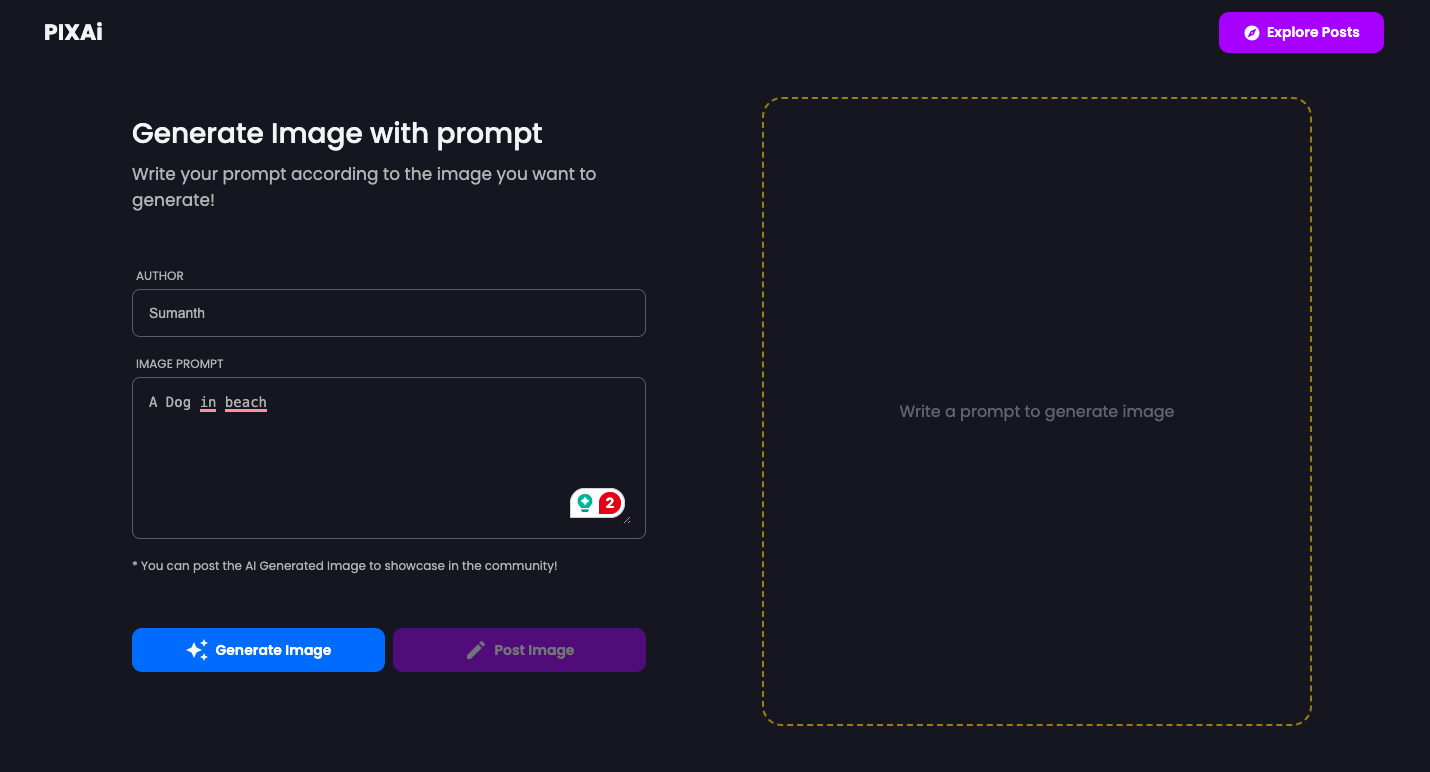 PIXAi
Explore Posts
Generate Image with prompt
Write your prompt according to the image you want to
generate!
AUTHOR
Sumanth
IMAGE PROMPT
A Dog in beach
2
* You can post the AI Generated Image to showcase in the community!
Generate Image
Post Image
Write a prompt to generate image